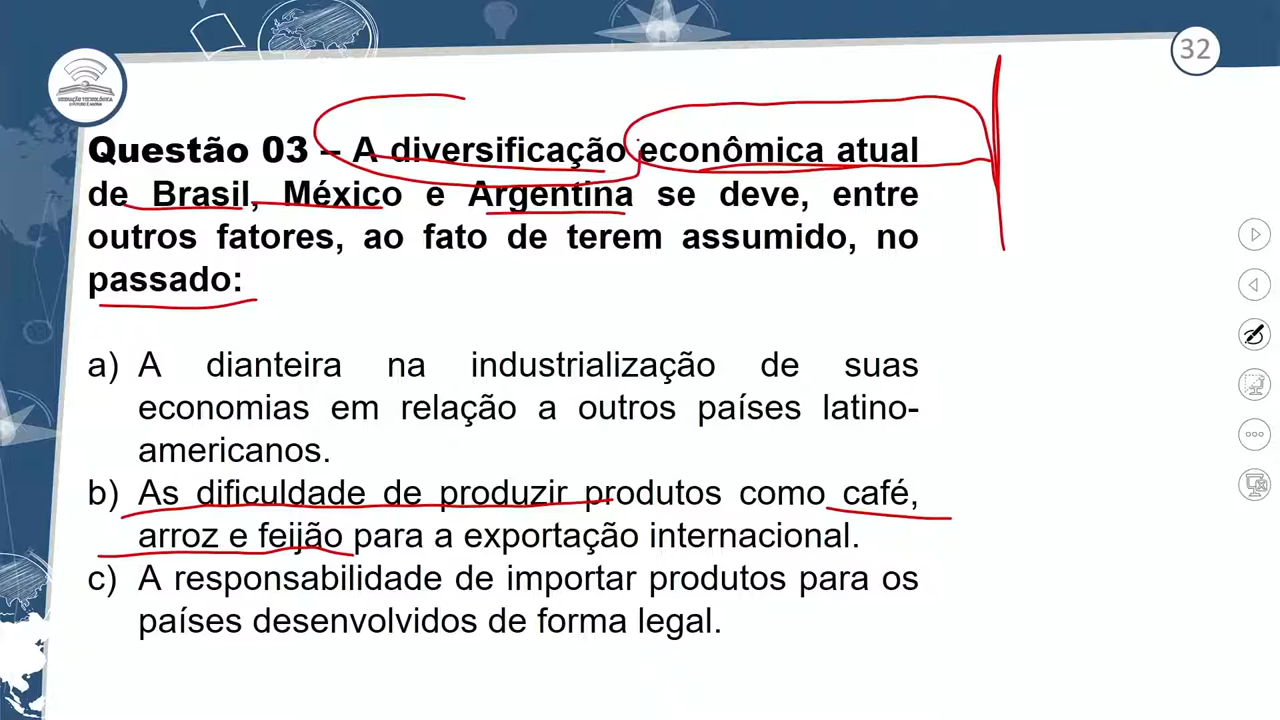 32
MEDIAÇÃO TECNOLÓGICA
Questão 03 – A diversificação econômica atual
de Brasil, México e Argentina se deve, entre
outros fatores, ao fato de terem assumido, no
passado:
a) A dianteira na industrialização de suas
economias em relação a outros países latino-
americanos.
b) As dificuldade de produzir produtos como café,
arroz e feijão para a exportação internacional.
c) A responsabilidade de importar produtos para os
países desenvolvidos de forma legal.